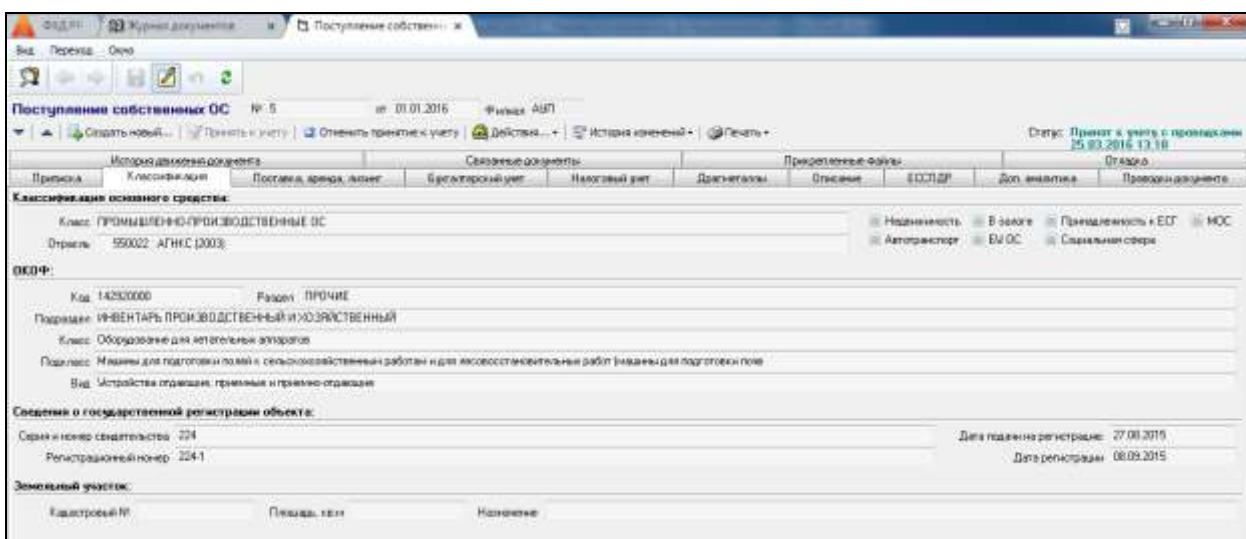 ФИД.РУ Журнал документов Поступление собственн
Вид Переход Окно
Поступление собственных ОС № 5 от 01.01.2016 Филиал АУП
Создать новый... Принять к учету Отменить принятие к учету Действия... История изменений Печать
Статус: Принят к учету с проводками
25.03.2016 13:18
История движения документа Связанные документы Прикрепленные файлы Отладка
Приписка Классификация Поставка, аренда, лизинг Бухгалтерский учет Налоговый учет Драгметаллы Описание ЕСГПДР Доп. аналитика Проводки документа
Классификация основного средства:
Класс ПРОМЫШЛЕННО-ПРОИЗВОДСТВЕННЫЕ ОС Недвижимость В залоге Принадлежность к ЕСГ МОС
Отрасль 550022 АГНКС (2003) Автотранспорт ЕИ ОС Социальная сфера
ОКОФ:
Код 142920000 Раздел ПРОЧИЕ
Подраздел ИНВЕНТАРЬ ПРОИЗВОДСТВЕННЫЙ И ХОЗЯЙСТВЕННЫЙ
Класс Оборудование для летательных аппаратов
Подкласс Машины для подготовки полей к сельскохозяйственным работам и для лесовосстановительных работ (машины для подготовки поле
Вид Устройства отдающие, приемные и приемно-отдающие
Сведения о государственной регистрации объекта:
Серия и номер свидетельства 224 Дата подачи на регистрацию 27.08.2015
Регистрационный номер 224-1 Дата регистрации 08.09.2015
Земельный участок:
Кадастровый № Площадь, кв.м Назначение